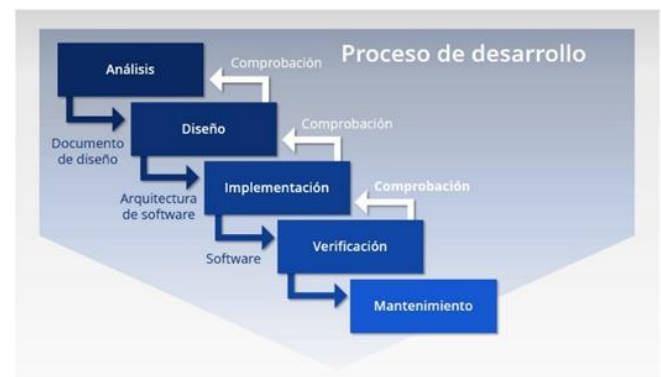 Proceso de desarrollo
Análisis
Comprobación
Documento
de diseño
Diseño
Comprobación
Arquitectura
de software
Implementación
Comprobación
Software
Verificación
Mantenimiento